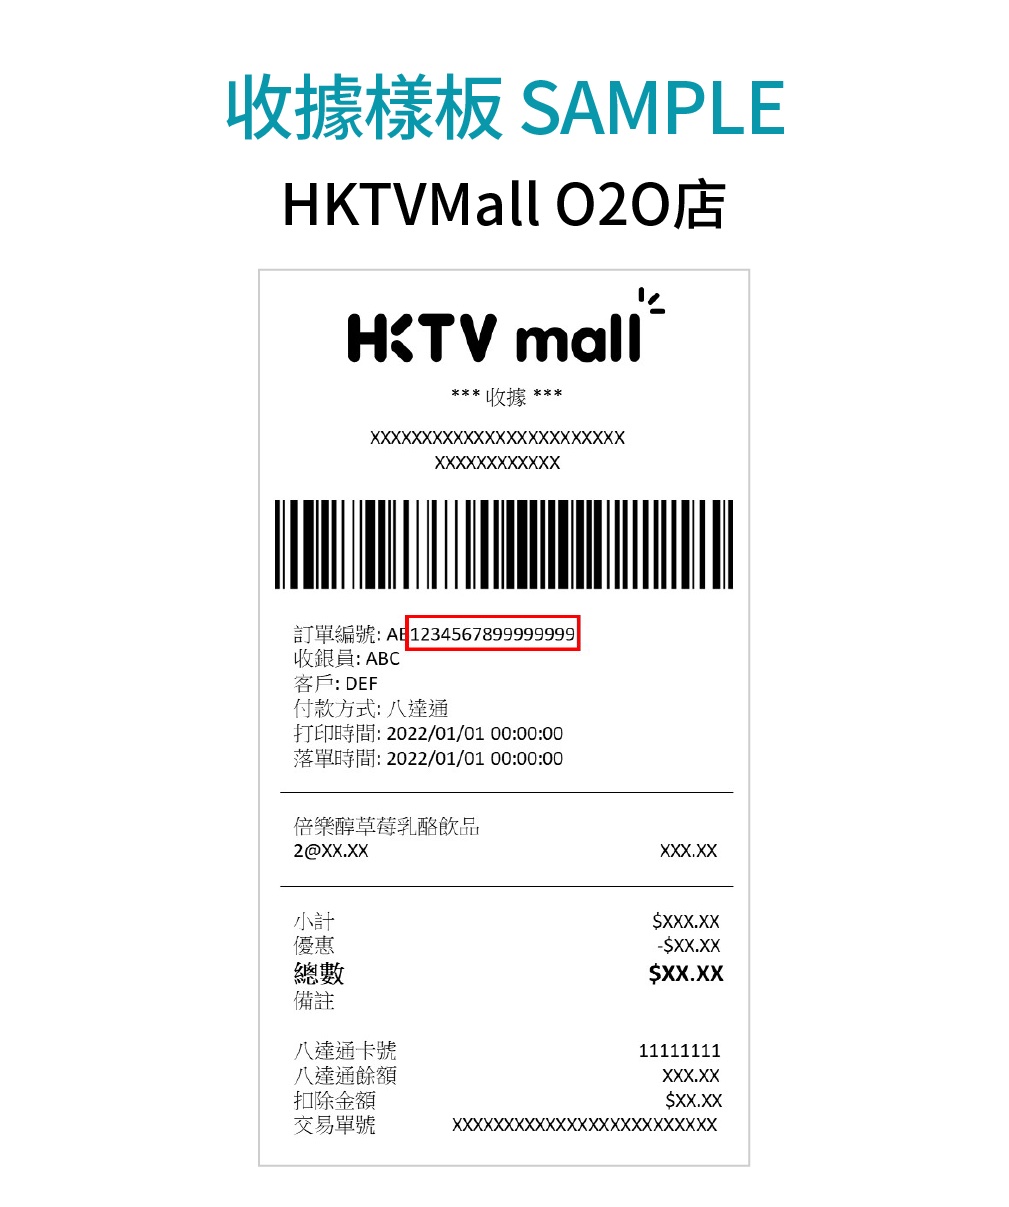 收據樣板 SAMPLE
HKTVMall O2O店
HKTV mall
*** 收據 ***
XXXXXXXXXXXXXXXXXXXXXXXXX
XXXXXXXXXXXX
訂單編號: AB1234567899999999
收銀員: ABC
客戶: DEF
付款方式: 八達通
打印時間: 2022/01/01 00:00:00
落單時間: 2022/01/01 00:00:00
倍樂醇草莓乳酪飲品
2@XX.XX XXX.XX
小計 $XXX.XX
優惠 -$XX.XX
總數 $XX.XX
備註
八達通卡號 11111111
八達通餘額 XXX.XX
扣除金額 $XX.XX
交易單號 XXXXXXXXXXXXXXXXXXXXXXXXXX